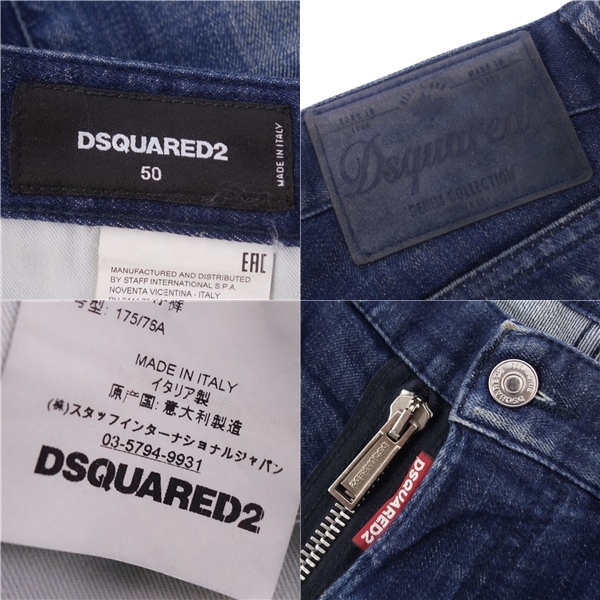 DSQUARED2
50
MADE IN ITALY
EAC
MANUFACTURED AND DISTRIBUTED
BY STAFF INTERNATIONAL S.P.A.
NOVENTA VICENTINA - ITALY
Dsquared2
DENIM COLLECTION
号型: 175/76A
MADE IN ITALY
イタリア製
原产国: 意大利製造
(株)スタッフインターナショナルジャパン
03-5794-9931
DSQUARED2
DSQUARED2
DSQUARED2